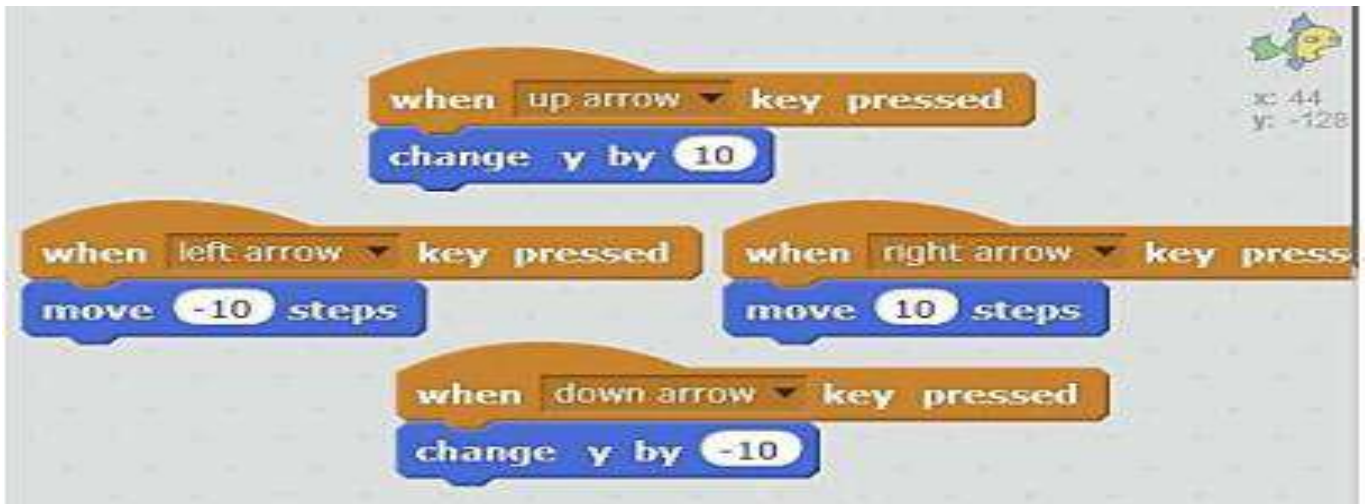 when up arrow key pressed
change y by 10
x: 44
y: -128
when left arrow key pressed
move -10 steps
when right arrow key press
move 10 steps
when down arrow key pressed
change y by -10